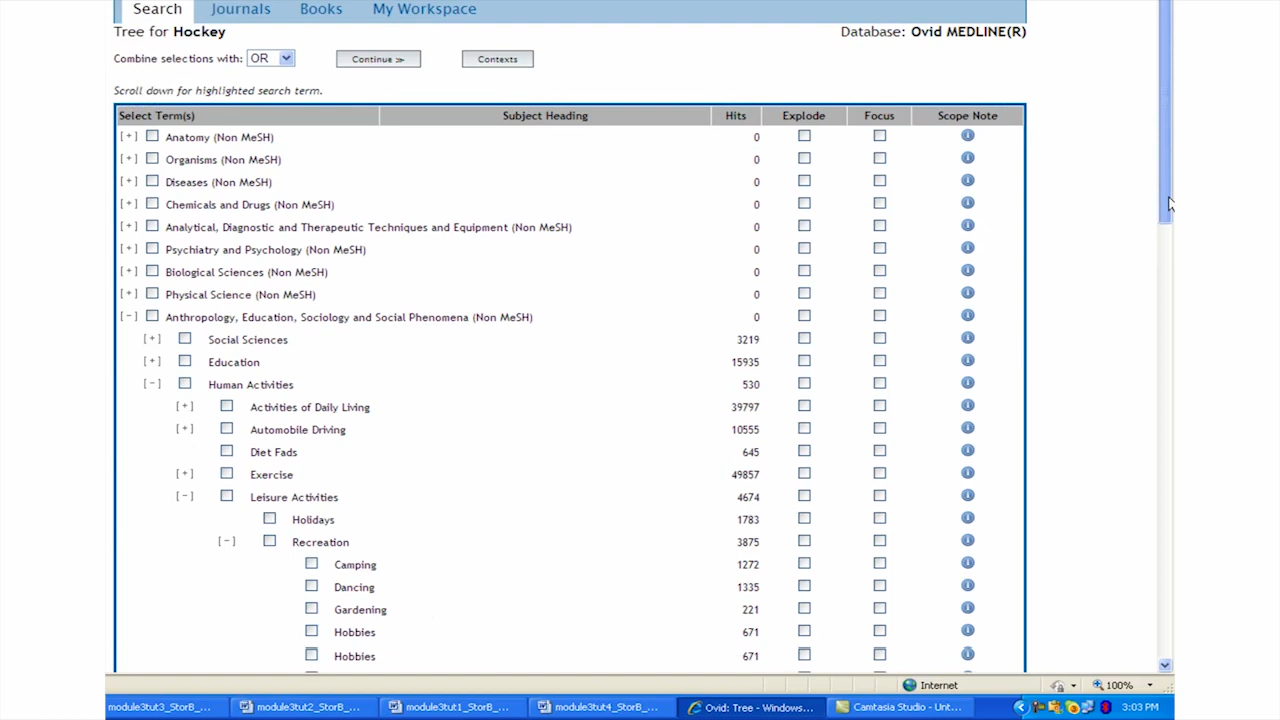 Search Journals Books My Workspace
Tree for Hockey Database: Ovid MEDLINE(R)
Combine selections with: OR Continue >> Contexts
Scroll down for highlighted search term.
Select Term(s) Subject Heading Hits Explode Focus Scope Note
[+] Anatomy (Non MeSH) 0
[+] Organisms (Non MeSH) 0
[+] Diseases (Non MeSH) 0
[+] Chemicals and Drugs (Non MeSH) 0
[+] Analytical, Diagnostic and Therapeutic Techniques and Equipment (Non MeSH) 0
[+] Psychiatry and Psychology (Non MeSH) 0
[+] Biological Sciences (Non MeSH) 0
[+] Physical Science (Non MeSH) 0
[-] Anthropology, Education, Sociology and Social Phenomena (Non MeSH) 0
[+] Social Sciences 3219
[+] Education 15935
[-] Human Activities 530
[+] Activities of Daily Living 39797
[+] Automobile Driving 10555
Diet Fads 645
[+] Exercise 49857
[-] Leisure Activities 4674
Holidays 1783
[-] Recreation 3875
Camping 1272
Dancing 1335
Gardening 221
Hobbies 671
Hobbies 671
Internet 100%
module3tut3_StorB_... module3tut2_StorB_... module3tut1_StorB_... module3tut4_StorB_... Ovid: Tree - Windows... Camtasia Studio - Unt... 3:03 PM